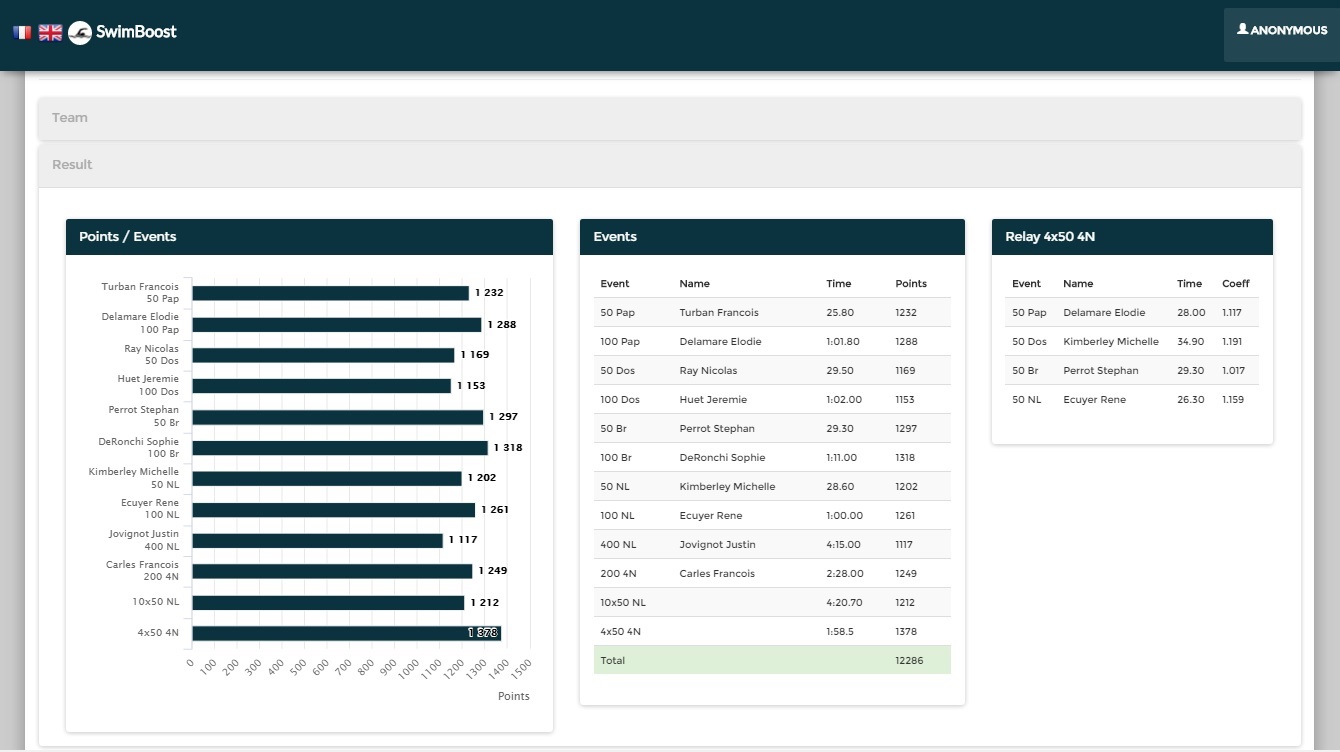 SwimBoost
ANONYMOUS
Team
Result
Points / Events
Turban Francois
50 Pap
1 232
Delamare Elodie
100 Pap
1 288
Ray Nicolas
50 Dos
1 169
Huet Jeremie
100 Dos
1 153
Perrot Stephan
50 Br
1 297
DeRonchi Sophie
100 Br
1 318
Kimberley Michelle
50 NL
1 202
Ecuyer Rene
100 NL
1 261
Jovignot Justin
400 NL
1 117
Carles Francois
200 4N
1 249
10x50 NL
1 212
4x50 4N
1 378
0 100 200 300 400 500 600 700 800 900 1000 1100 1200 1300 1400 1500
Points
Events
Event Name Time Points
50 Pap Turban Francois 25.80 1232
100 Pap Delamare Elodie 1:01.80 1288
50 Dos Ray Nicolas 29.50 1169
100 Dos Huet Jeremie 1:02.00 1153
50 Br Perrot Stephan 29.30 1297
100 Br DeRonchi Sophie 1:11.00 1318
50 NL Kimberley Michelle 28.60 1202
100 NL Ecuyer Rene 1:00.00 1261
400 NL Jovignot Justin 4:15.00 1117
200 4N Carles Francois 2:28.00 1249
10x50 NL 4:20.70 1212
4x50 4N 1:58.5 1378
Total 12286
Relay 4x50 4N
Event Name Time Coeff
50 Pap Delamare Elodie 28.00 1.117
50 Dos Kimberley Michelle 34.90 1.191
50 Br Perrot Stephan 29.30 1.017
50 NL Ecuyer Rene 26.30 1.159